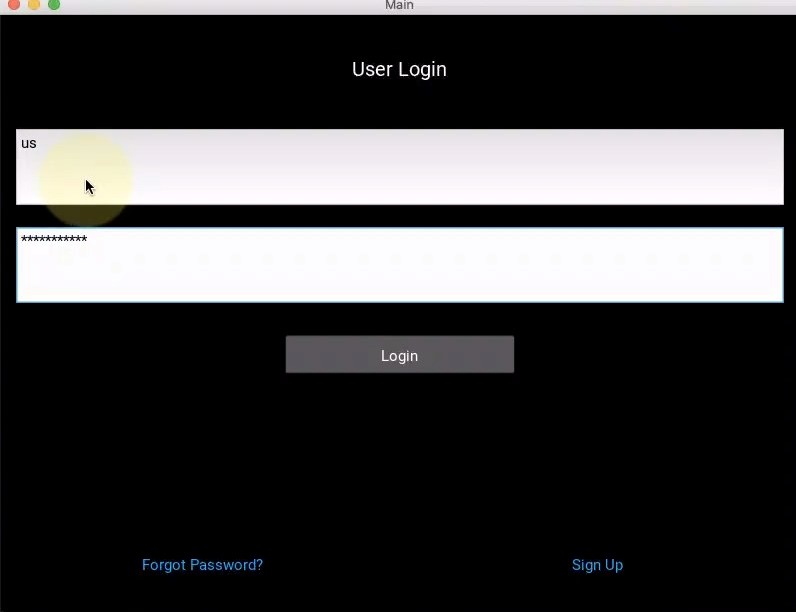 Main
User Login
us
***********
Login
Forgot Password?
Sign Up